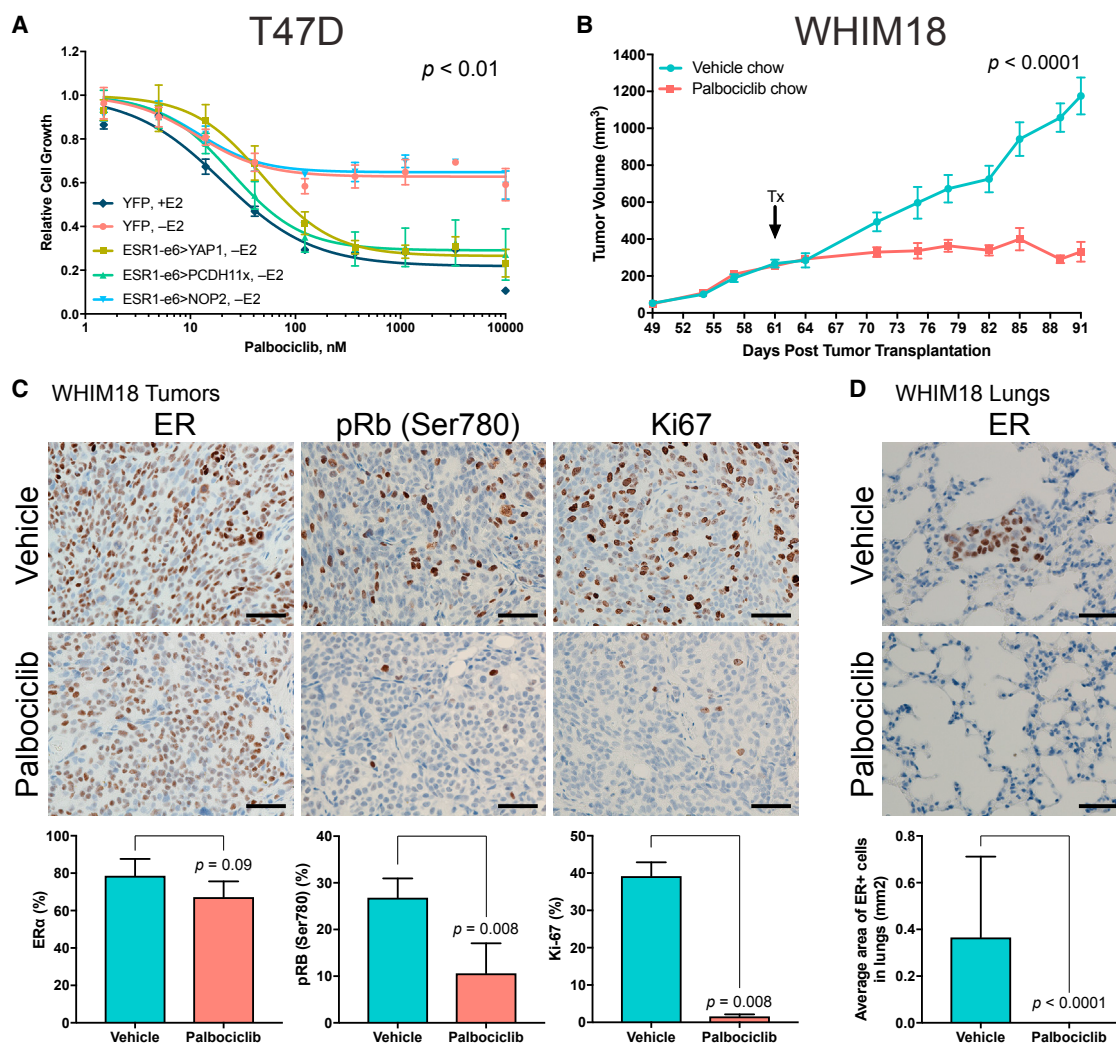 A
T47D
1.2
1.0
0.8
0.6
0.4
0.2
0.0
Relative Cell Growth
p < 0.01
YFP, +E2
YFP, –E2
ESR1-e6>YAP1, –E2
ESR1-e6>PCDH11x, –E2
ESR1-e6>NOP2, –E2
1 10 100 1000 10000
Palbociclib, nM
B
WHIM18
1400
1200
1000
800
600
400
200
0
Tumor Volume (mm³)
Vehicle chow
Palbociclib chow
p < 0.0001
Tx
49 52 55 58 61 64 67 70 73 76 79 82 85 88 91
Days Post Tumor Transplantation
C WHIM18 Tumors
ER pRb (Ser780) Ki67
Vehicle
Palbociclib
100
80
60
40
20
0
ERα (%)
p = 0.09
Vehicle Palbociclib
40
30
20
10
0
pRB (Ser780) (%)
p = 0.008
Vehicle Palbociclib
50
40
30
20
10
0
Ki-67 (%)
p = 0.008
Vehicle Palbociclib
D WHIM18 Lungs
ER
Vehicle
Palbociclib
0.8
0.6
0.4
0.2
0.0
Average area of ER+ cells
in lungs (mm2)
p < 0.0001
Vehicle Palbociclib